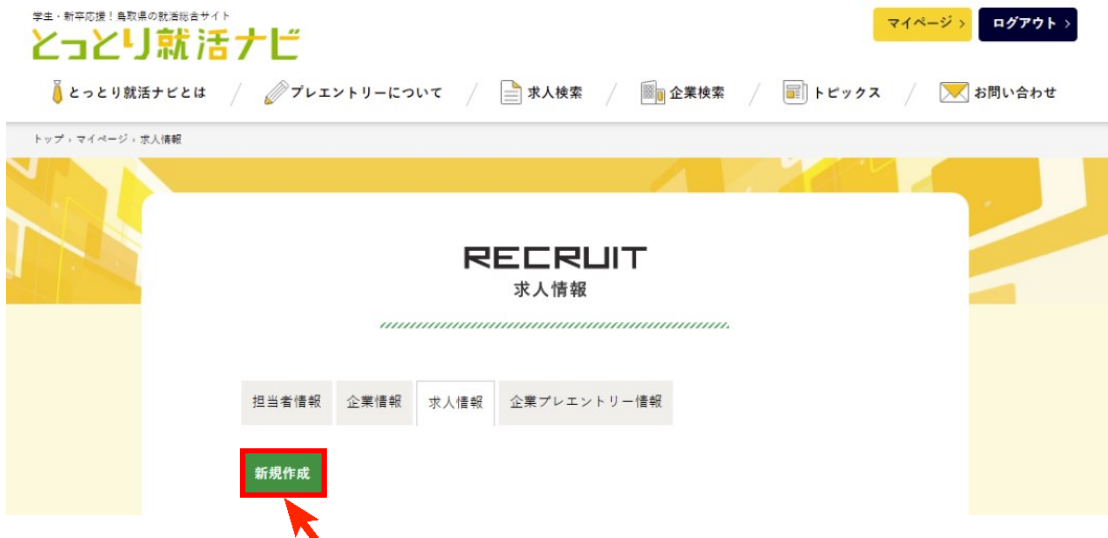 学生・新卒応援！鳥取県の就活総合サイト
とっとり就活ナビ
マイページ ›
ログアウト ›
とっとり就活ナビとは / プレエントリーについて / 求人検索 / 企業検索 / トピックス / お問い合わせ
トップ › マイページ › 求人情報
RECRUIT
求人情報
担当者情報 企業情報 求人情報 企業プレエントリー情報
新規作成